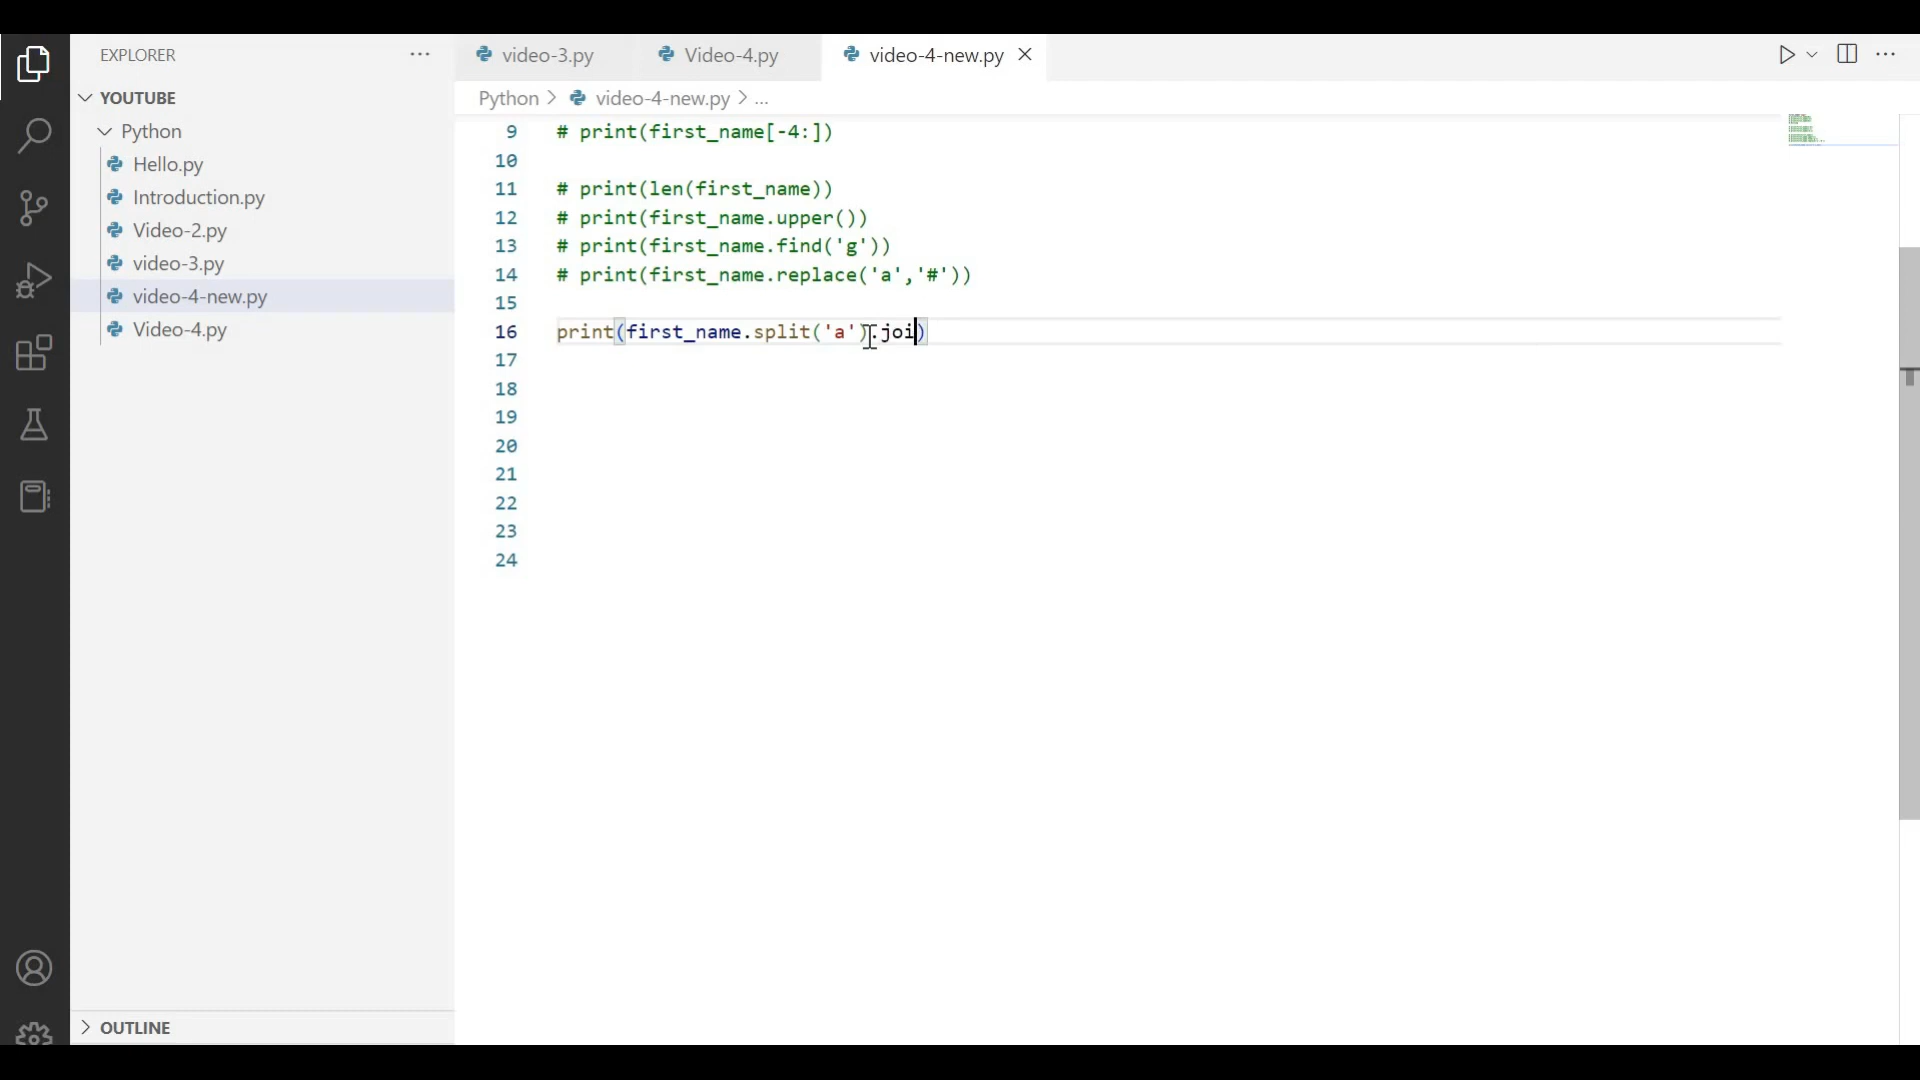 EXPLORER
YOUTUBE
Python
Hello.py
Introduction.py
Video-2.py
video-3.py
video-4-new.py
Video-4.py
OUTLINE
video-3.py Video-4.py video-4-new.py
Python > video-4-new.py > ...
9 # print(first_name[-4:])
10
11 # print(len(first_name))
12 # print(first_name.upper())
13 # print(first_name.find('g'))
14 # print(first_name.replace('a','#'))
15
16 print(first_name.split('a').joi)
17
18
19
20
21
22
23
24